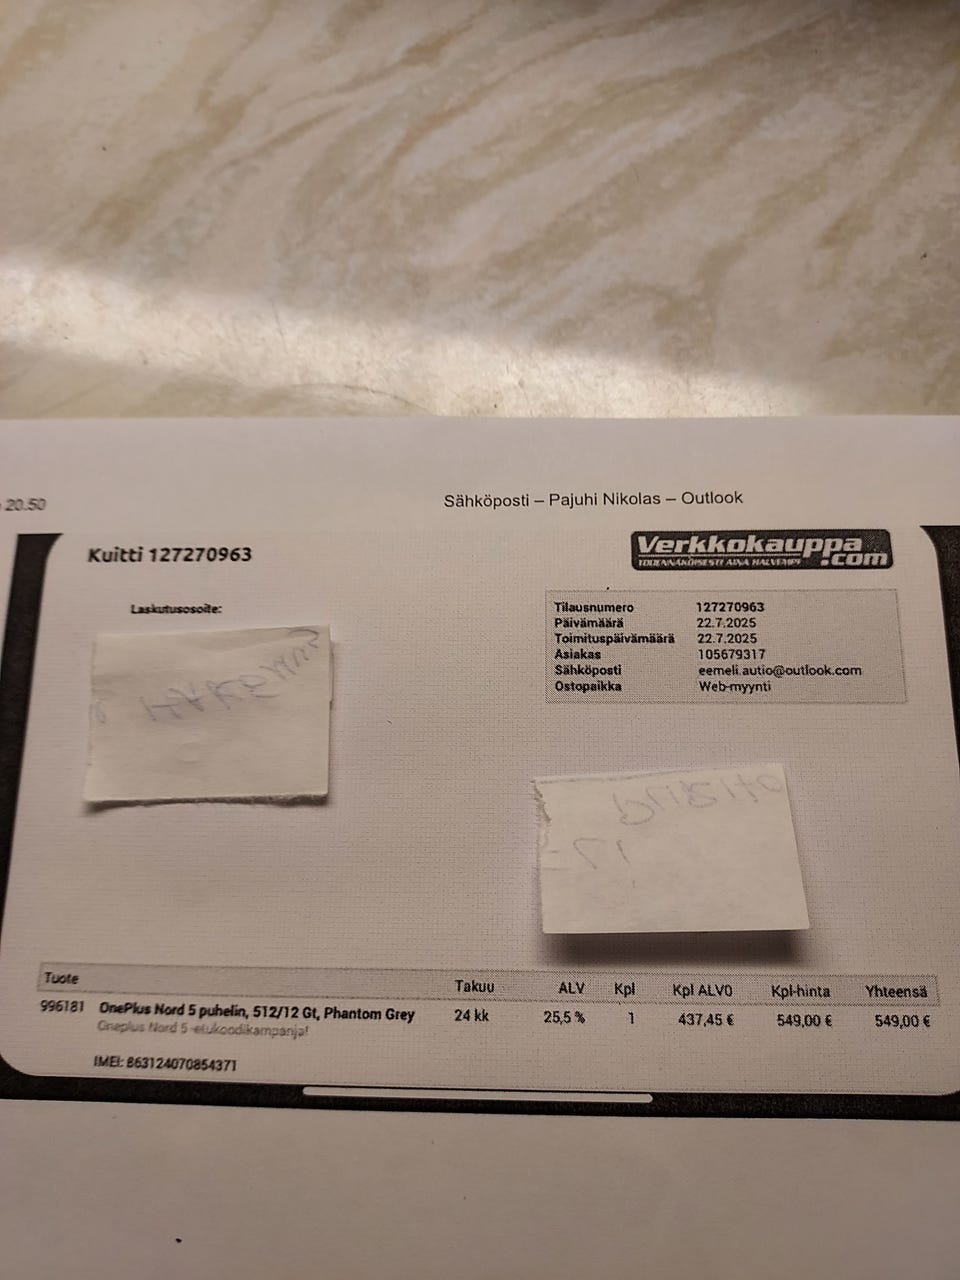 20.50
Sähköposti – Pajuhi Nikolas – Outlook
Kuitti 127270963
Verkkokauppa
.com
TODENNÄKÖISESTI AINA HALVEMPI
Laskutusosoite:
Tilausnumero 127270963
Päivämäärä 22.7.2025
Toimituspäivämäärä 22.7.2025
Asiakas 105679317
Sähköposti eemeli.autio@outlook.com
Ostopaikka Web-myynti
Tuote Takuu ALV Kpl Kpl ALV0 Kpl-hinta Yhteensä
996181 OnePlus Nord 5 puhelin, 512/12 Gt, Phantom Grey 24 kk 25,5 % 1 437,45 € 549,00 € 549,00 €
Oneplus Nord 5 -etukoodikampanja!
IMEI: 863124070854371